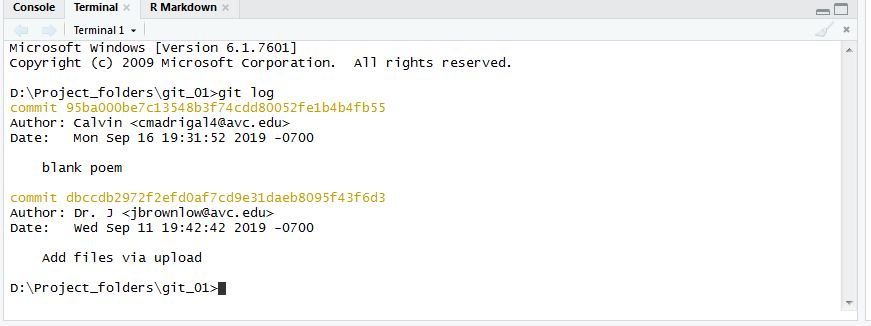 Console Terminal × R Markdown ×
Terminal 1
Microsoft Windows [Version 6.1.7601]
Copyright (c) 2009 Microsoft Corporation.  All rights reserved.
D:\Project_folders\git_01>git log
commit 95ba000be7c13548b3f74cdd80052fe1b4b4fb55
Author: Calvin <cmadrigal4@avc.edu>
Date:   Mon Sep 16 19:31:52 2019 -0700
blank poem
commit dbccdb2972f2efd0af7cd9e31daeb8095f43f6d3
Author: Dr. J <jbrownlow@avc.edu>
Date:   Wed Sep 11 19:42:42 2019 -0700
Add files via upload
D:\Project_folders\git_01>